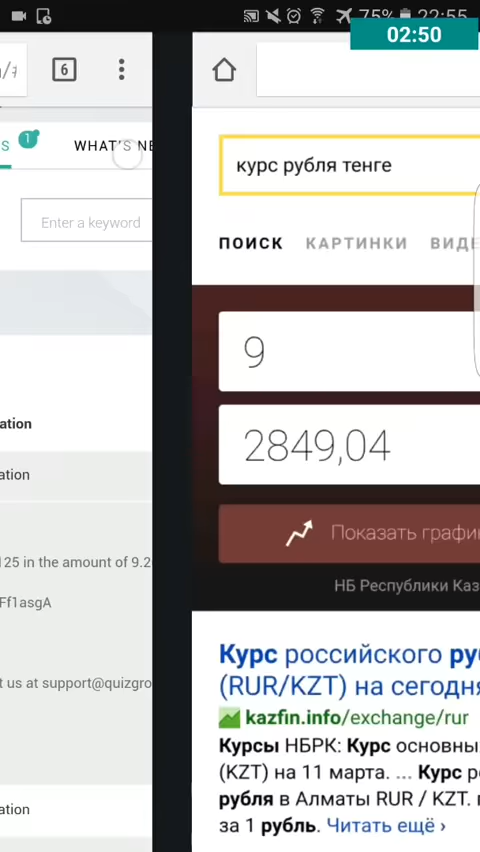 75% 22:55
02:50
6
S 1 WHAT'S NE
Enter a keyword
ation
ation
125 in the amount of 9.2
Ff1asgA
t us at support@quizgro
ation
курс рубля тенге
ПОИСК КАРТИНКИ ВИДЕ
9
2849,04
Показать графи
НБ Республики Каз
Курс российского ру
(RUR/KZT) на сегодня
kazfin.info/exchange/rur
Курсы НБРК: Курс основны
(KZT) на 11 марта. ... Курс р
рубля в Алматы RUR / KZT.
за 1 рубль. Читать ещё ›